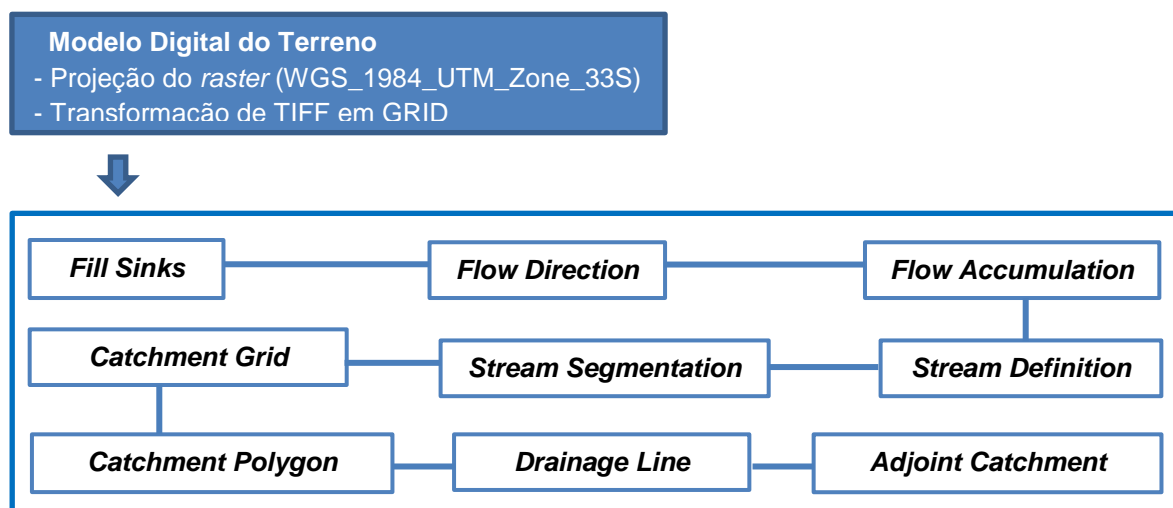 Modelo Digital do Terreno
- Projeção do raster (WGS_1984_UTM_Zone_33S)
- Transformação de TIFF em GRID
Fill Sinks
Flow Direction
Flow Accumulation
Catchment Grid
Stream Segmentation
Stream Definition
Catchment Polygon
Drainage Line
Adjoint Catchment